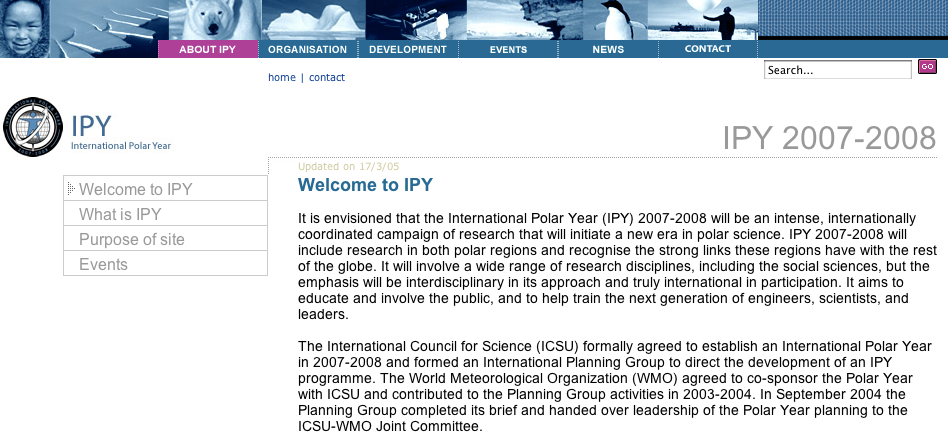 ABOUT IPY
ORGANISATION
DEVELOPMENT
EVENTS
NEWS
CONTACT
home | contact
Search...
GO
IPY
International Polar Year
IPY 2007-2008
Updated on 17/3/05
Welcome to IPY
What is IPY
Purpose of site
Events
Welcome to IPY
It is envisioned that the International Polar Year (IPY) 2007-2008 will be an intense, internationally
coordinated campaign of research that will initiate a new era in polar science. IPY 2007-2008 will
include research in both polar regions and recognise the strong links these regions have with the rest
of the globe. It will involve a wide range of research disciplines, including the social sciences, but the
emphasis will be interdisciplinary in its approach and truly international in participation. It aims to
educate and involve the public, and to help train the next generation of engineers, scientists, and
leaders.
The International Council for Science (ICSU) formally agreed to establish an International Polar Year
in 2007-2008 and formed an International Planning Group to direct the development of an IPY
programme. The World Meteorological Organization (WMO) agreed to co-sponsor the Polar Year
with ICSU and contributed to the Planning Group activities in 2003-2004. In September 2004 the
Planning Group completed its brief and handed over leadership of the Polar Year planning to the
ICSU-WMO Joint Committee.